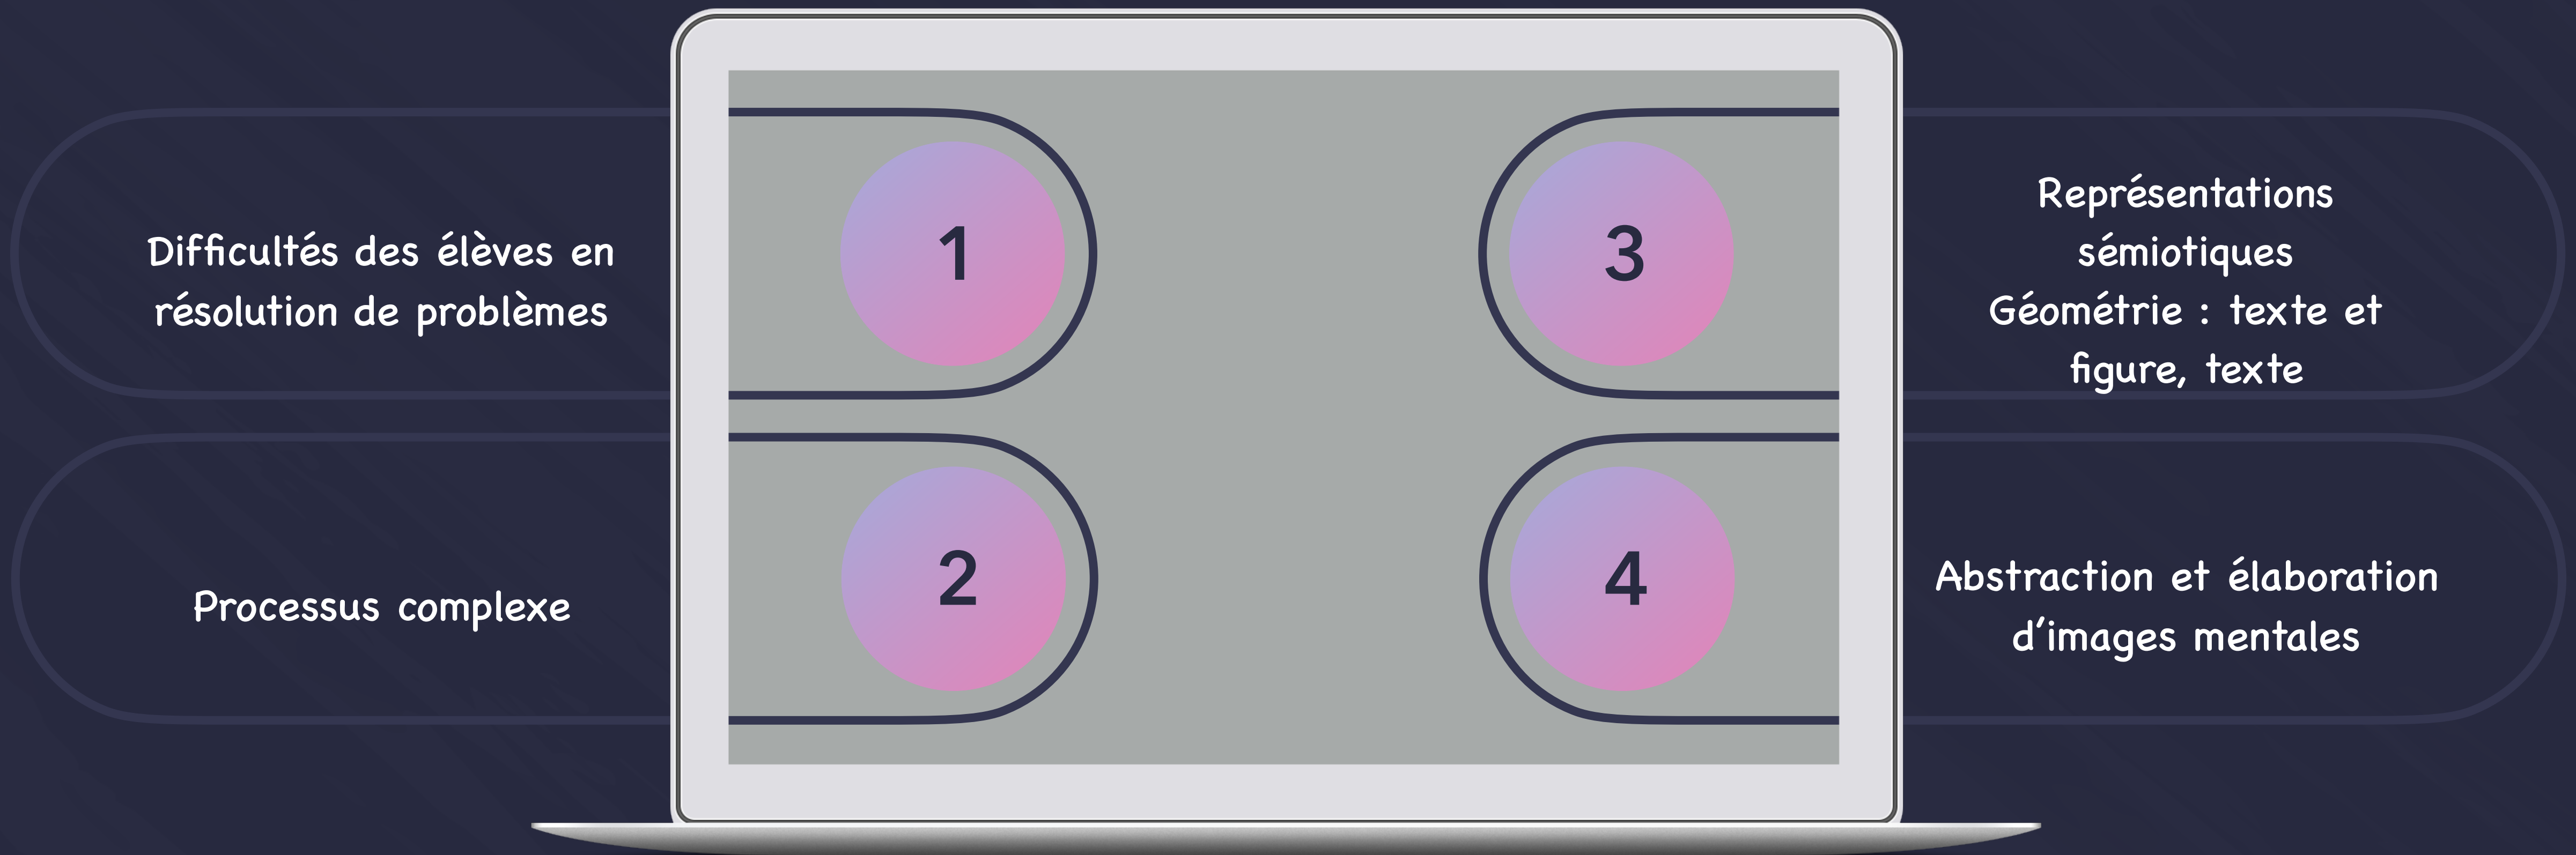 1
Difficultés des élèves en
résolution de problèmes
2
Processus complexe
3
Représentations
sémiotiques
Géométrie : texte et
figure, texte
4
Abstraction et élaboration
d'images mentales